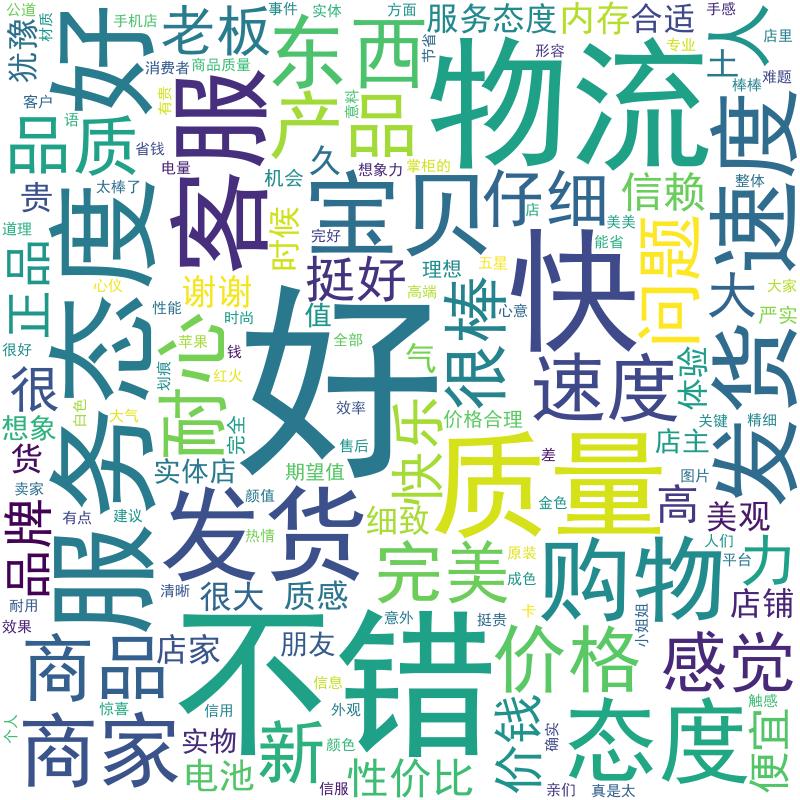 公道
材质
手机店
犹豫
好
老板
事件
实体
东西
方面
节省
服务态度
内存
合适
手感
专业
店里
土
人
难题
棒棒
形容
物流
消费者
商品质量
有贵
客服
产品
意料
客户
语
品质
省钱
电量
想象力
掌柜的
速度
贵
太棒了
机会
久
宝贝
仔细
店
信赖
美美
能省
整体
道理
服务态度
时候
完好
正品
心仪
谢谢
挺好
理想
五星
快
问题
大
大家
严实
性能
时尚
值
高端
心意
很棒
耐心
苹果
钱
全部
好
很好
划痕
红火
气
速度
体验
发货
很
白色
大气
效率
快乐
价格合理
关键
精细
想象
完全
售后
店主
货
实体店
期望值
质量
差
图片
卖家
颜值
发货
细致
金色
高
美观
品牌
有点
建议
热情
完美
原装
购物
人们
平台
力
清晰
很大
质感
成色
耐用
店铺
效果
不错
意外
挺贵
卡
小姐姐
商品
店家
朋友
价格
感觉
信息
惊喜
信用
外观
价钱
态度
触感
便宜
个人
商家
实物
新
颜色
确实
电池
信服
性价比
亲们
真是太